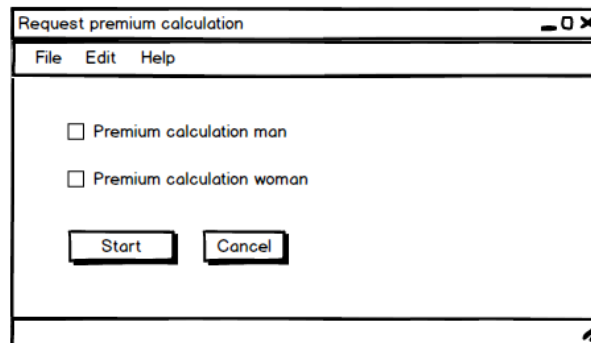 Request premium calculation
File Edit Help
Premium calculation man
Premium calculation woman
Start Cancel